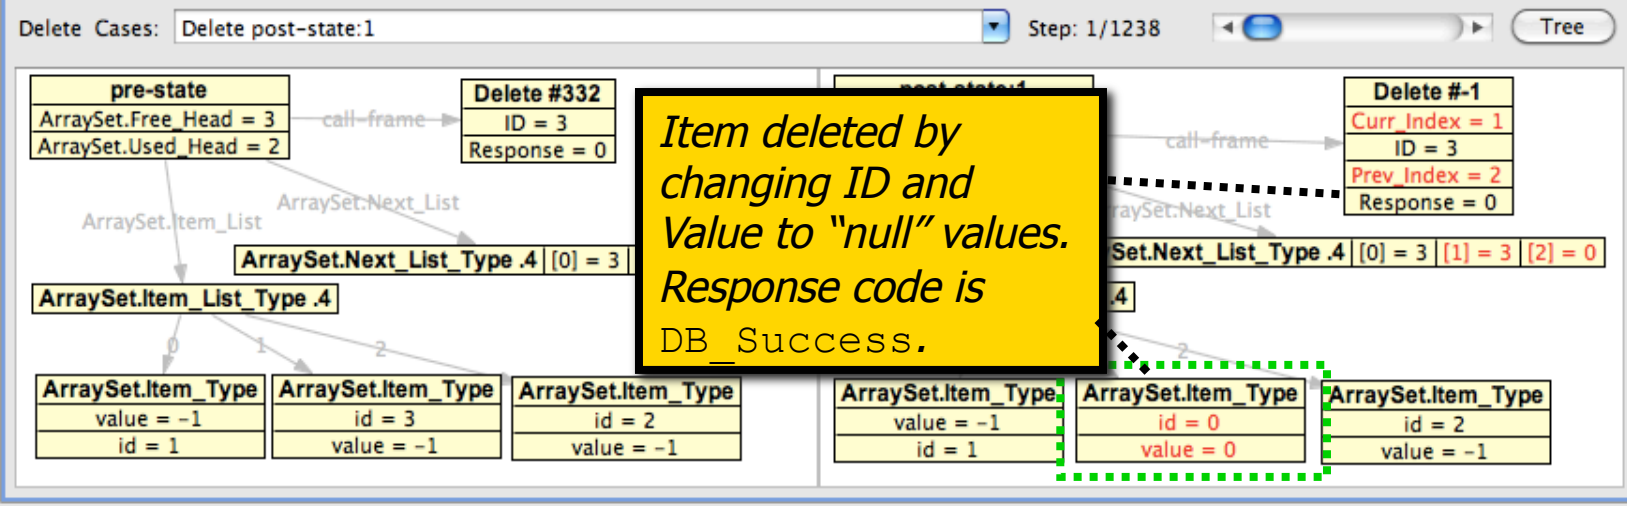 Delete Cases: Delete post-state:1 Step: 1/1238 Tree
pre-state
ArraySet.Free_Head = 3
ArraySet.Used_Head = 2
call-frame
Delete #332
ID = 3
Response = 0
ArraySet.Item_List
ArraySet.Next_List
ArraySet.Next_List_Type .4 [0] = 3
ArraySet.Item_List_Type .4
0
1
2
ArraySet.Item_Type
value = -1
id = 1
ArraySet.Item_Type
id = 3
value = -1
ArraySet.Item_Type
id = 2
value = -1
Item deleted by
changing ID and
Value to “null” values.
Response code is
DB_Success.
post-state:1
call-frame
Delete #-1
Curr_Index = 1
ID = 3
Prev_Index = 2
Response = 0
raySet.Next_List
Set.Next_List_Type .4 [0] = 3 [1] = 3 [2] = 0
.4
2
ArraySet.Item_Type
value = -1
id = 1
ArraySet.Item_Type
id = 0
value = 0
ArraySet.Item_Type
id = 2
value = -1